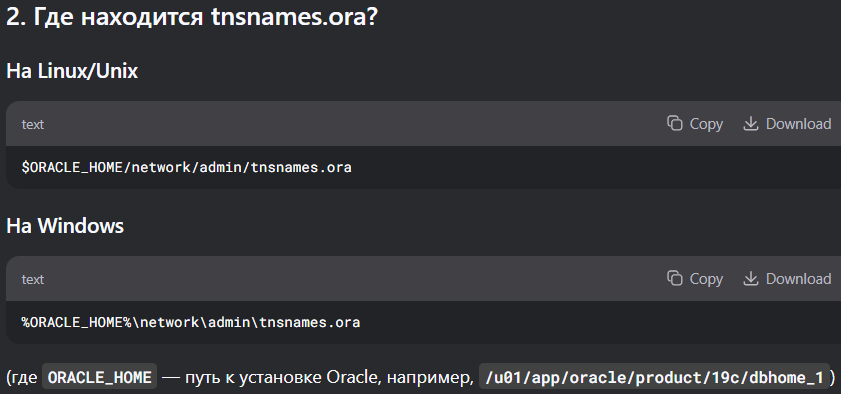 2. Где находится tnsnames.ora?
На Linux/Unix
text Copy Download
$ORACLE_HOME/network/admin/tnsnames.ora
На Windows
text Copy Download
%ORACLE_HOME%\network\admin\tnsnames.ora
(где ORACLE_HOME — путь к установке Oracle, например, /u01/app/oracle/product/19c/dbhome_1)